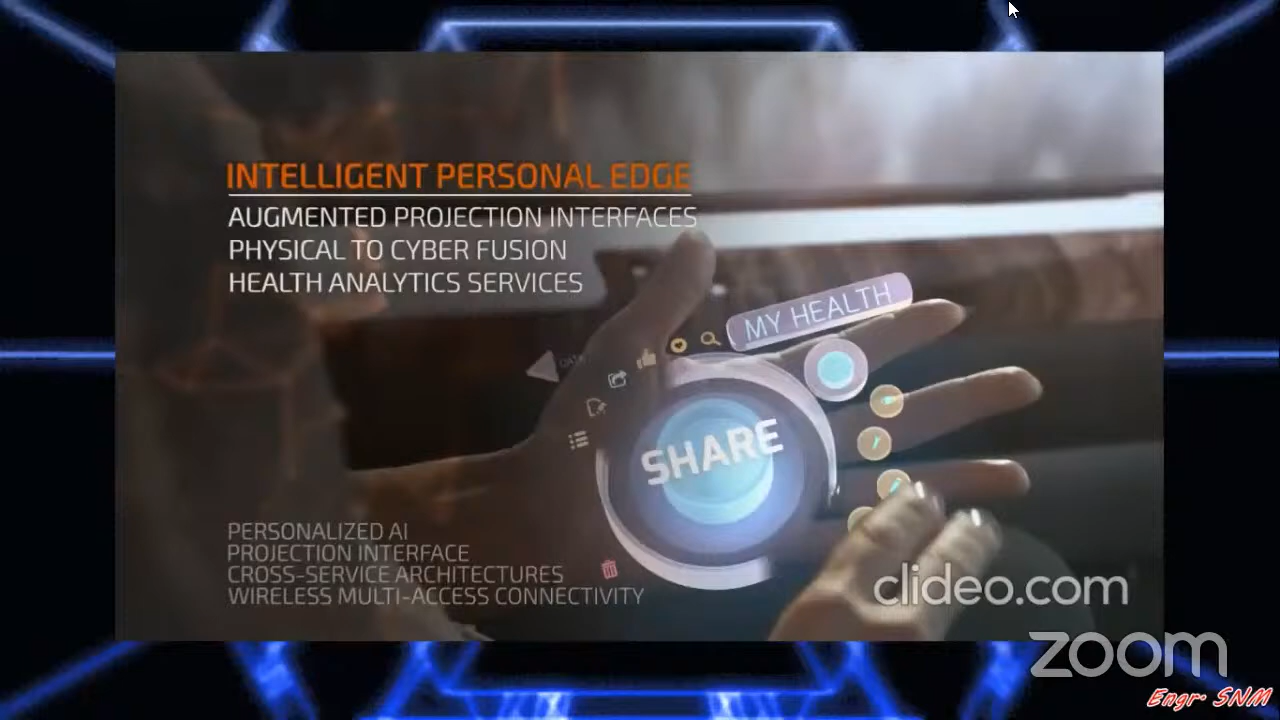 INTELLIGENT PERSONAL EDGE
AUGMENTED PROJECTION INTERFACES
PHYSICAL TO CYBER FUSION
HEALTH ANALYTICS SERVICES
MY HEALTH
SHARE
PERSONALIZED AI
PROJECTION INTERFACE
CROSS-SERVICE ARCHITECTURES
WIRELESS MULTI-ACCESS CONNECTIVITY
clideo.com
zoom
Engr. SNM